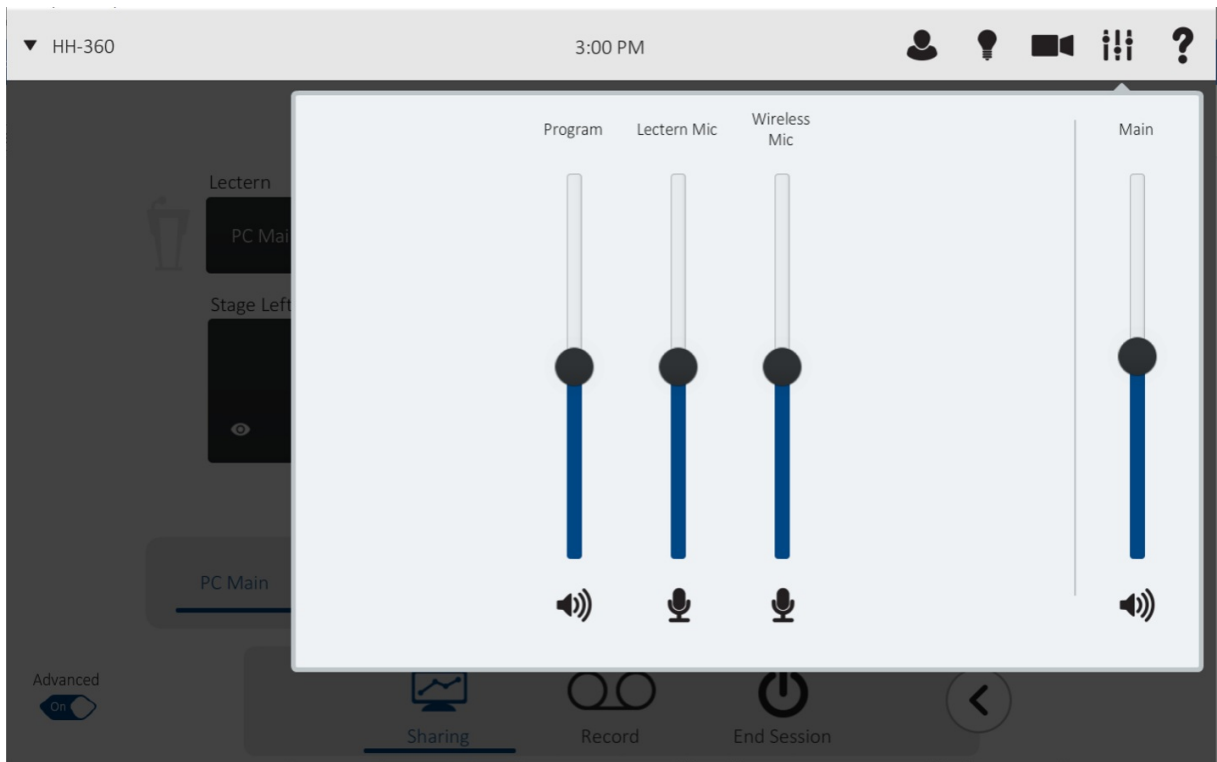 HH-360
3:00 PM
?
Program
Lectern Mic
Wireless
Mic
Main
Lectern
PC Mai
Stage Left
PC Main
Advanced
On
Sharing
Record
End Session